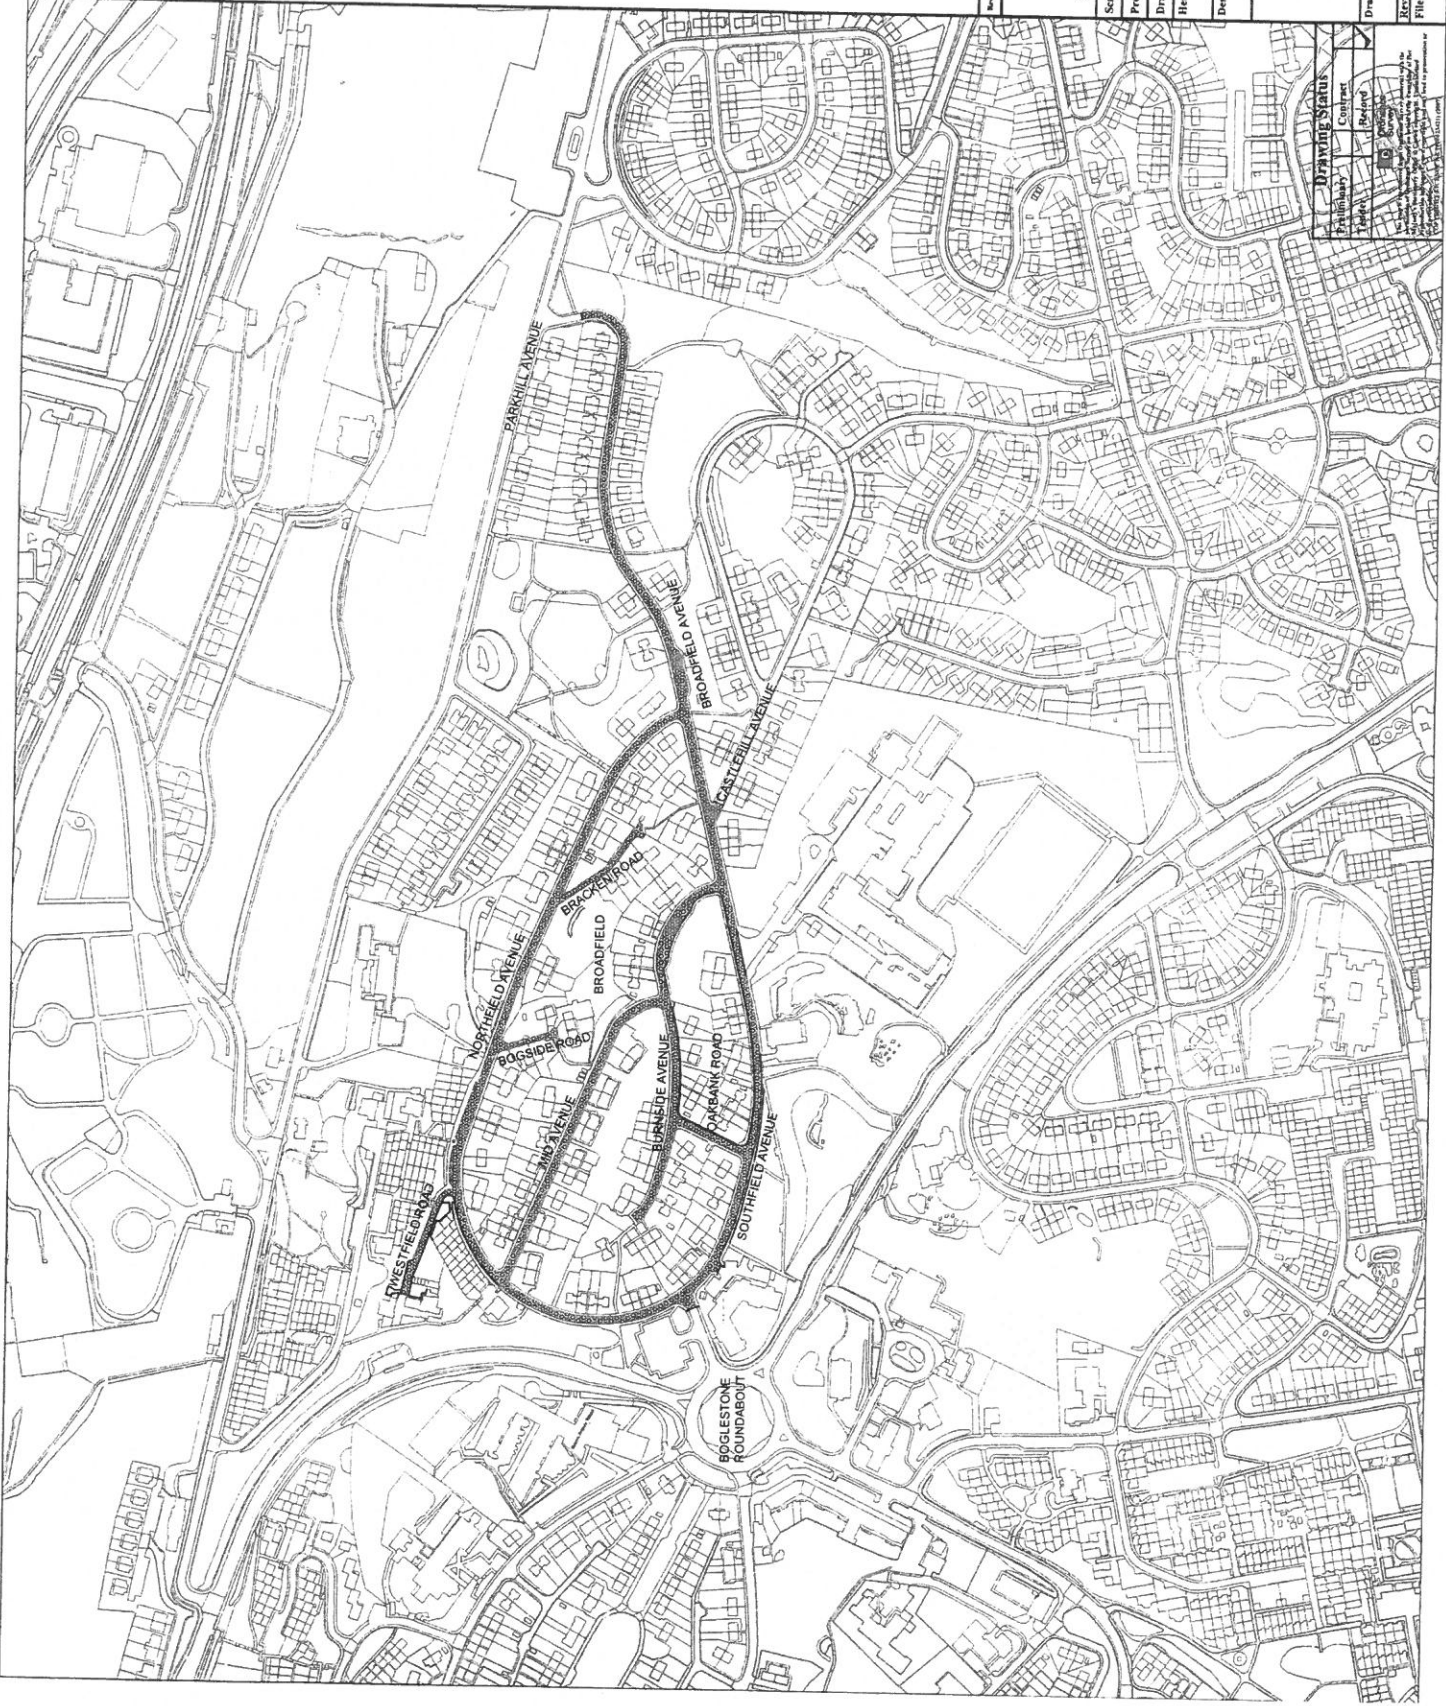 PARKHILL AVENUE
BROADFIELD AVENUE
CASTLEHILL AVENUE
BRACKEN ROAD
BROADFIELD
NORTHFIELD AVENUE
BOGSIDE ROAD
MID AVENUE
BURNSIDE AVENUE
OAKBANK ROAD
SOUTHFIELD AVENUE
WESTFIELD ROAD
BOGLESTONE
ROUNDABOUT
Drawing Status
Preliminary
Contract
Tender
Record